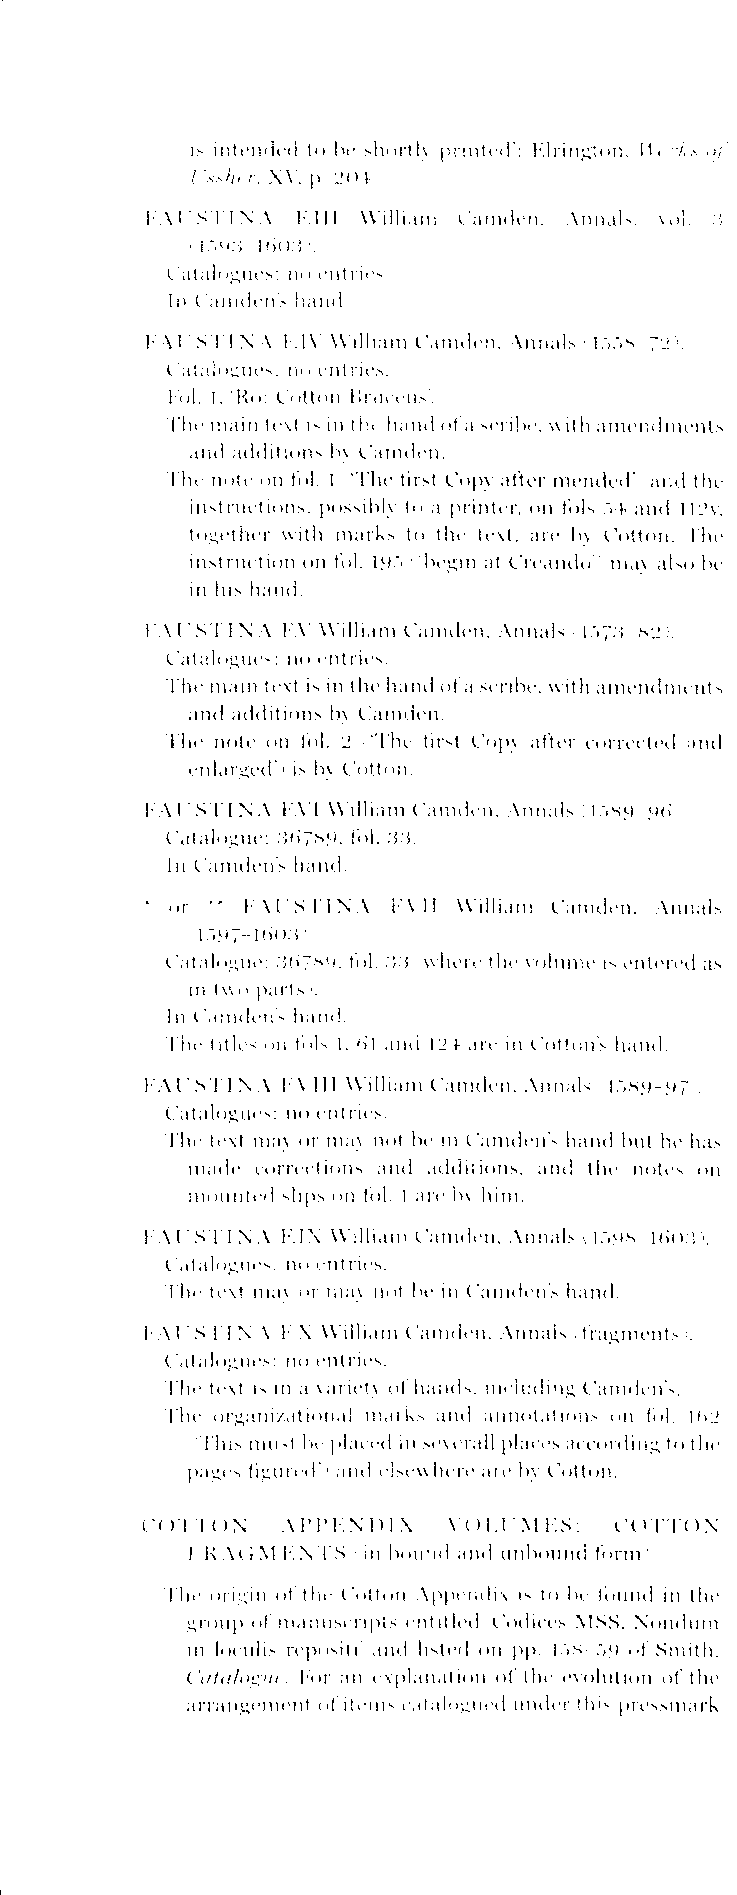 is intended to be shortly printed'; Elrington, Works of
Ussher, XV, p. 204.
FAUSTINA F.III William Camden, Annals, vol. 3
(1593–1603).
Catalogues: no entries.
In Camden's hand.
FAUSTINA F.IV William Camden, Annals (1558–72).
Catalogues: no entries.
Fol. 1, 'Ro: Cotton Bruceus'.
The main text is in the hand of a scribe, with amendments
and additions by Camden.
The note on fol. 1 ('The first Copy after mended') and the
instructions, possibly to a printer, on fols 54 and 112v,
together with marks to the text, are by Cotton. The
instruction on fol. 195 ('begin at Creando') may also be
in his hand.
FAUSTINA F.V William Camden, Annals (1573–82).
Catalogues: no entries.
The main text is in the hand of a scribe, with amendments
and additions by Camden.
The note on fol. 2 ('The first Copy after corrected and
enlarged') is by Cotton.
FAUSTINA F.VI William Camden, Annals (1589–96).
Catalogue: 36789, fol. 33.
In Camden's hand.
* or ** FAUSTINA F.VII William Camden, Annals
(1597–1603).
Catalogue: 36789, fol. 33 (where the volume is entered as
in two parts).
In Camden's hand.
The titles on fols 1, 61 and 124 are in Cotton's hand.
FAUSTINA F.VIII William Camden, Annals (1589–97).
Catalogues: no entries.
The text may or may not be in Camden's hand but he has
made corrections and additions, and the notes on
mounted slips on fol. 1 are by him.
FAUSTINA F.IX William Camden, Annals (1598–1603).
Catalogues: no entries.
The text may or may not be in Camden's hand.
FAUSTINA F.X William Camden, Annals (fragments).
Catalogues: no entries.
The text is in a variety of hands, including Camden's.
The organizational marks and annotations on fol. 162
('This must be placed in severall places according to the
pages figured') and elsewhere are by Cotton.
COTTON APPENDIX VOLUMES; COTTON
FRAGMENTS (in bound and unbound form)
The origin of the Cotton Appendix is to be found in the
group of manuscripts entitled 'Codices MSS. Nondum
in loculis repositi' and listed on pp. 158–59 of Smith,
Catalogue. For an explanation of the evolution of the
arrangement of items catalogued under this pressmark